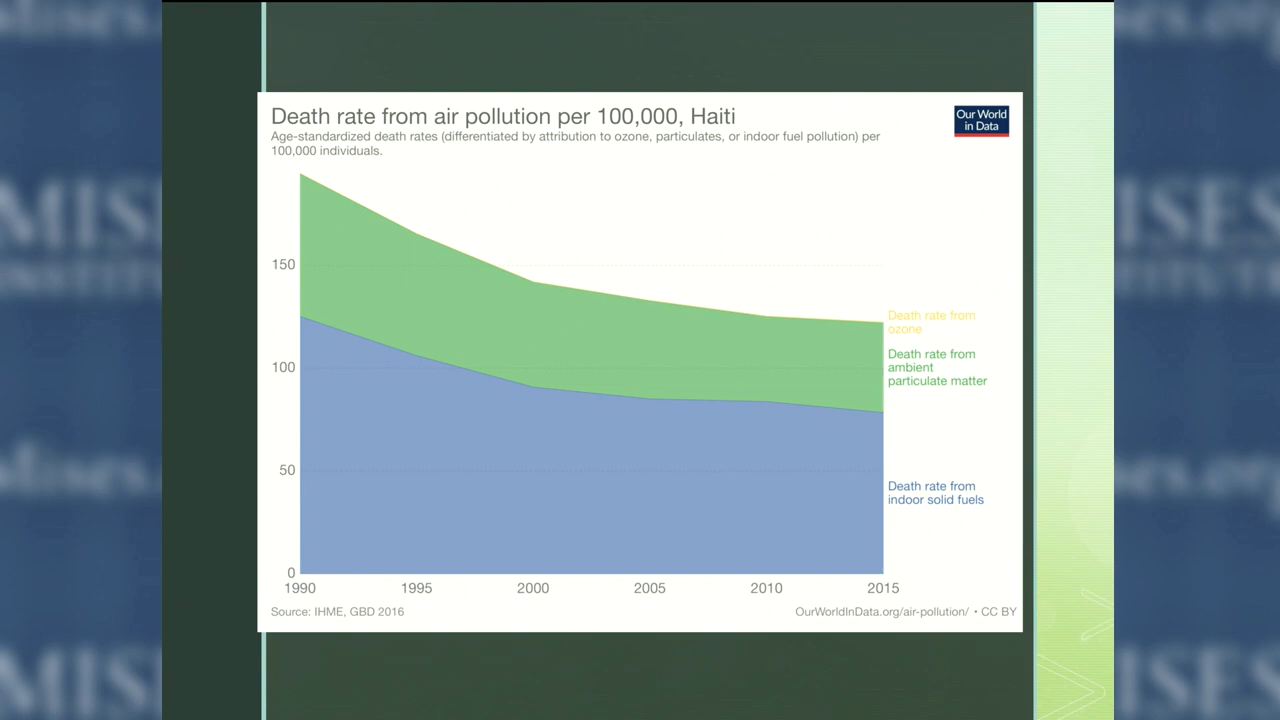 Death rate from air pollution per 100,000, Haiti
Our World
in Data
Age-standardized death rates (differentiated by attribution to ozone, particulates, or indoor fuel pollution) per
100,000 individuals.
150
100
50
0
Death rate from
ozone
Death rate from
ambient
particulate matter
Death rate from
indoor solid fuels
1990 1995 2000 2005 2010 2015
Source: IHME, GBD 2016
OurWorldInData.org/air-pollution/ • CC BY